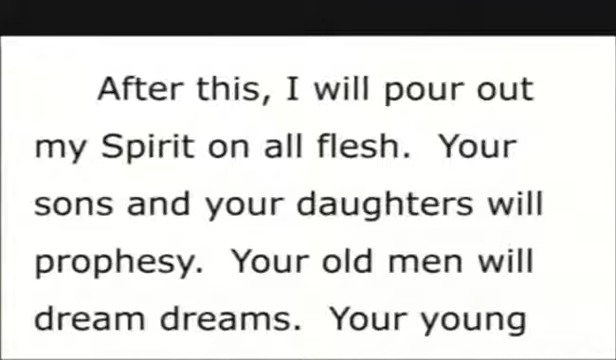 After this, I will pour out
my Spirit on all flesh. Your
sons and your daughters will
prophesy. Your old men will
dream dreams. Your young